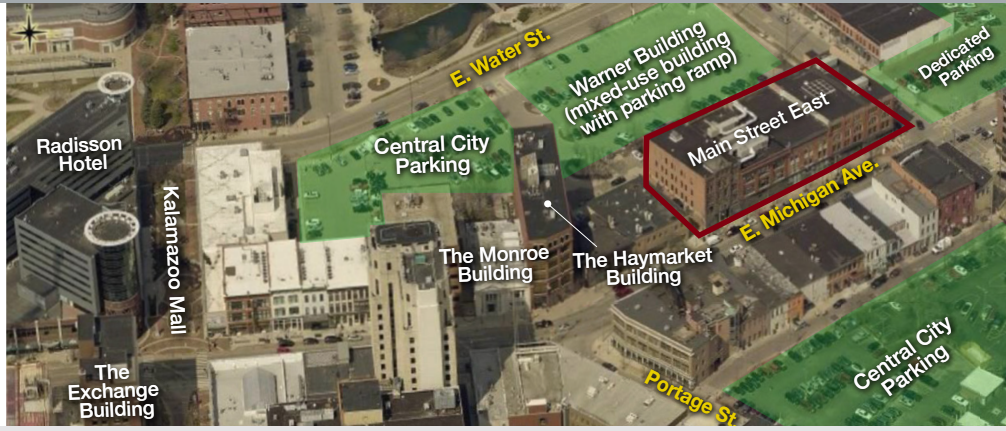 E. Water St.
Warner Building
(mixed-use building
with parking ramp)
Dedicated
Parking
Radisson
Hotel
Central City
Parking
Main Street East
E. Michigan Ave.
Kalamazoo Mall
The Monroe
Building
The Haymarket
Building
Central City
Parking
The
Exchange
Building
Portage St